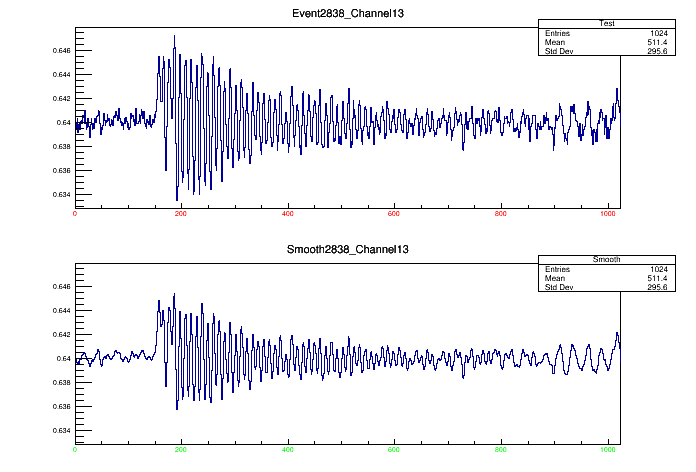 Event2838_Channel13
Test
Entries 1024
Mean 511.4
Std Dev 295.6
0.646
0.644
0.642
0.64
0.638
0.636
0.634
0 200 400 600 800 1000
Smooth2838_Channel13
Smooth
Entries 1024
Mean 511.4
Std Dev 295.6
0.646
0.644
0.642
0.64
0.638
0.636
0.634
0 200 400 600 800 1000